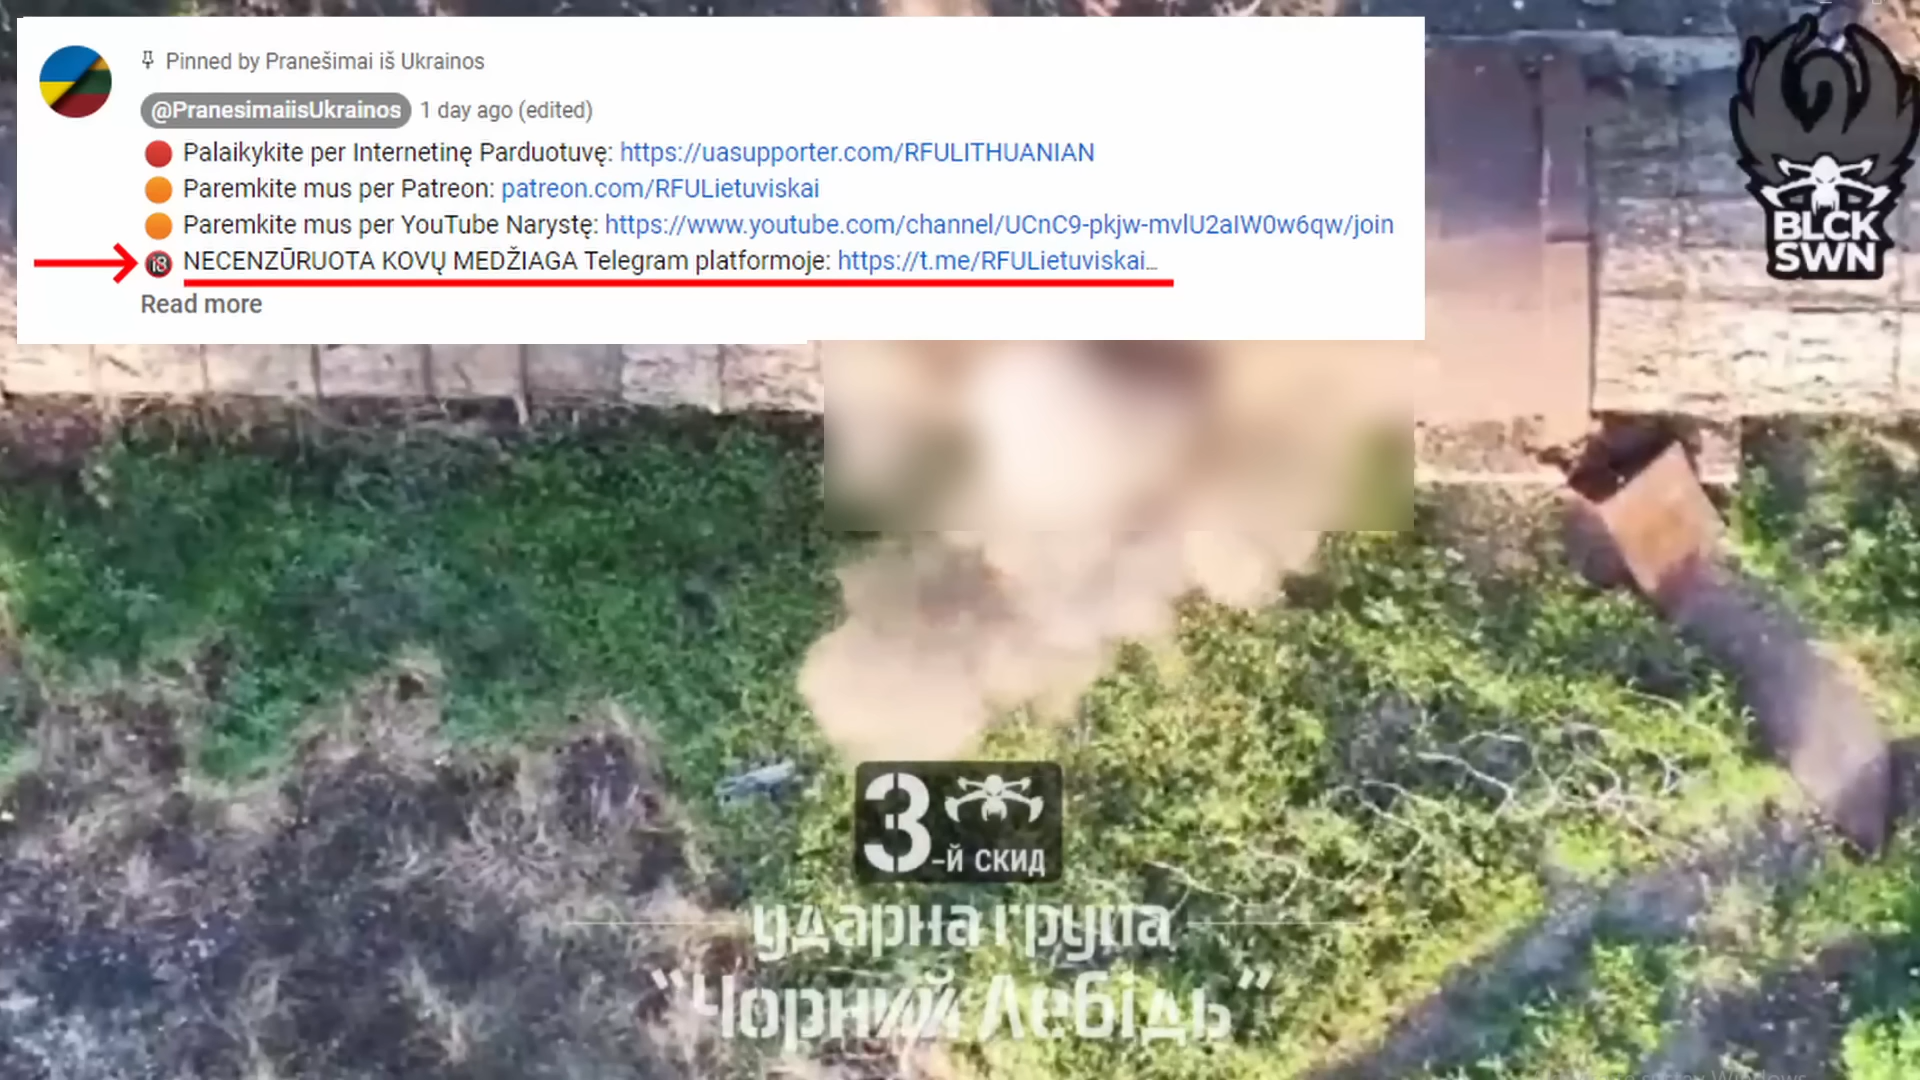 Pinned by Pranešimai iš Ukrainos
@PranesimaiisUkrainos 1 day ago (edited)
Palaikykite per Internetinę Parduotuvę: https://uasupporter.com/RFULITHUANIAN
Paremkite mus per Patreon: patreon.com/RFULietuviskai
Paremkite mus per YouTube Narystę: https://www.youtube.com/channel/UCnC9-pkjw-mvlU2aIW0w6qw/join
18 NECENZŪRUOTA KOVŲ MEDŽIAGA Telegram platformoje: https://t.me/RFULietuviskai...
Read more
BLCK
SWN
3-й скид
ударна група
"Чорний Лебідь"
Windows